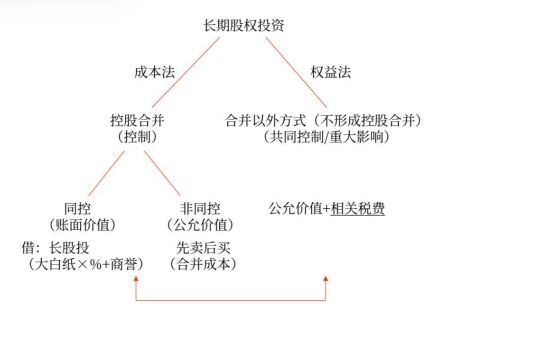 长期股权投资
成本法
权益法
控股合并
（控制）
合并以外方式（不形成控股合并）
（共同控制/重大影响）
同控
（账面价值）
非同控
（公允价值）
公允价值+相关税费
借：长股投
（大白纸×%+商誉）
先卖后买
（合并成本）